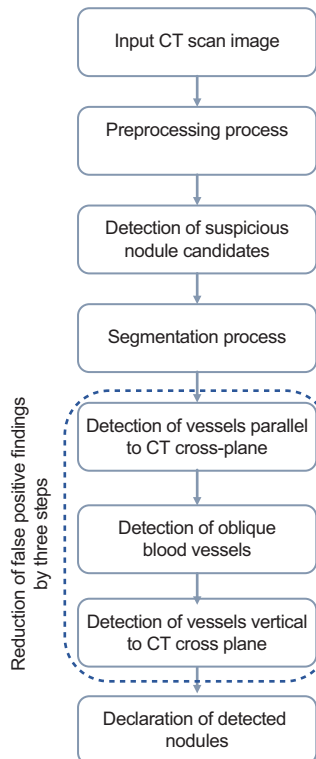 Input CT scan image
Preprocessing process
Detection of suspicious
nodule candidates
Segmentation process
Reduction of false positive findings
by three steps
Detection of vessels parallel
to CT cross-plane
Detection of oblique
blood vessels
Detection of vessels vertical
to CT cross plane
Declaration of detected
nodules